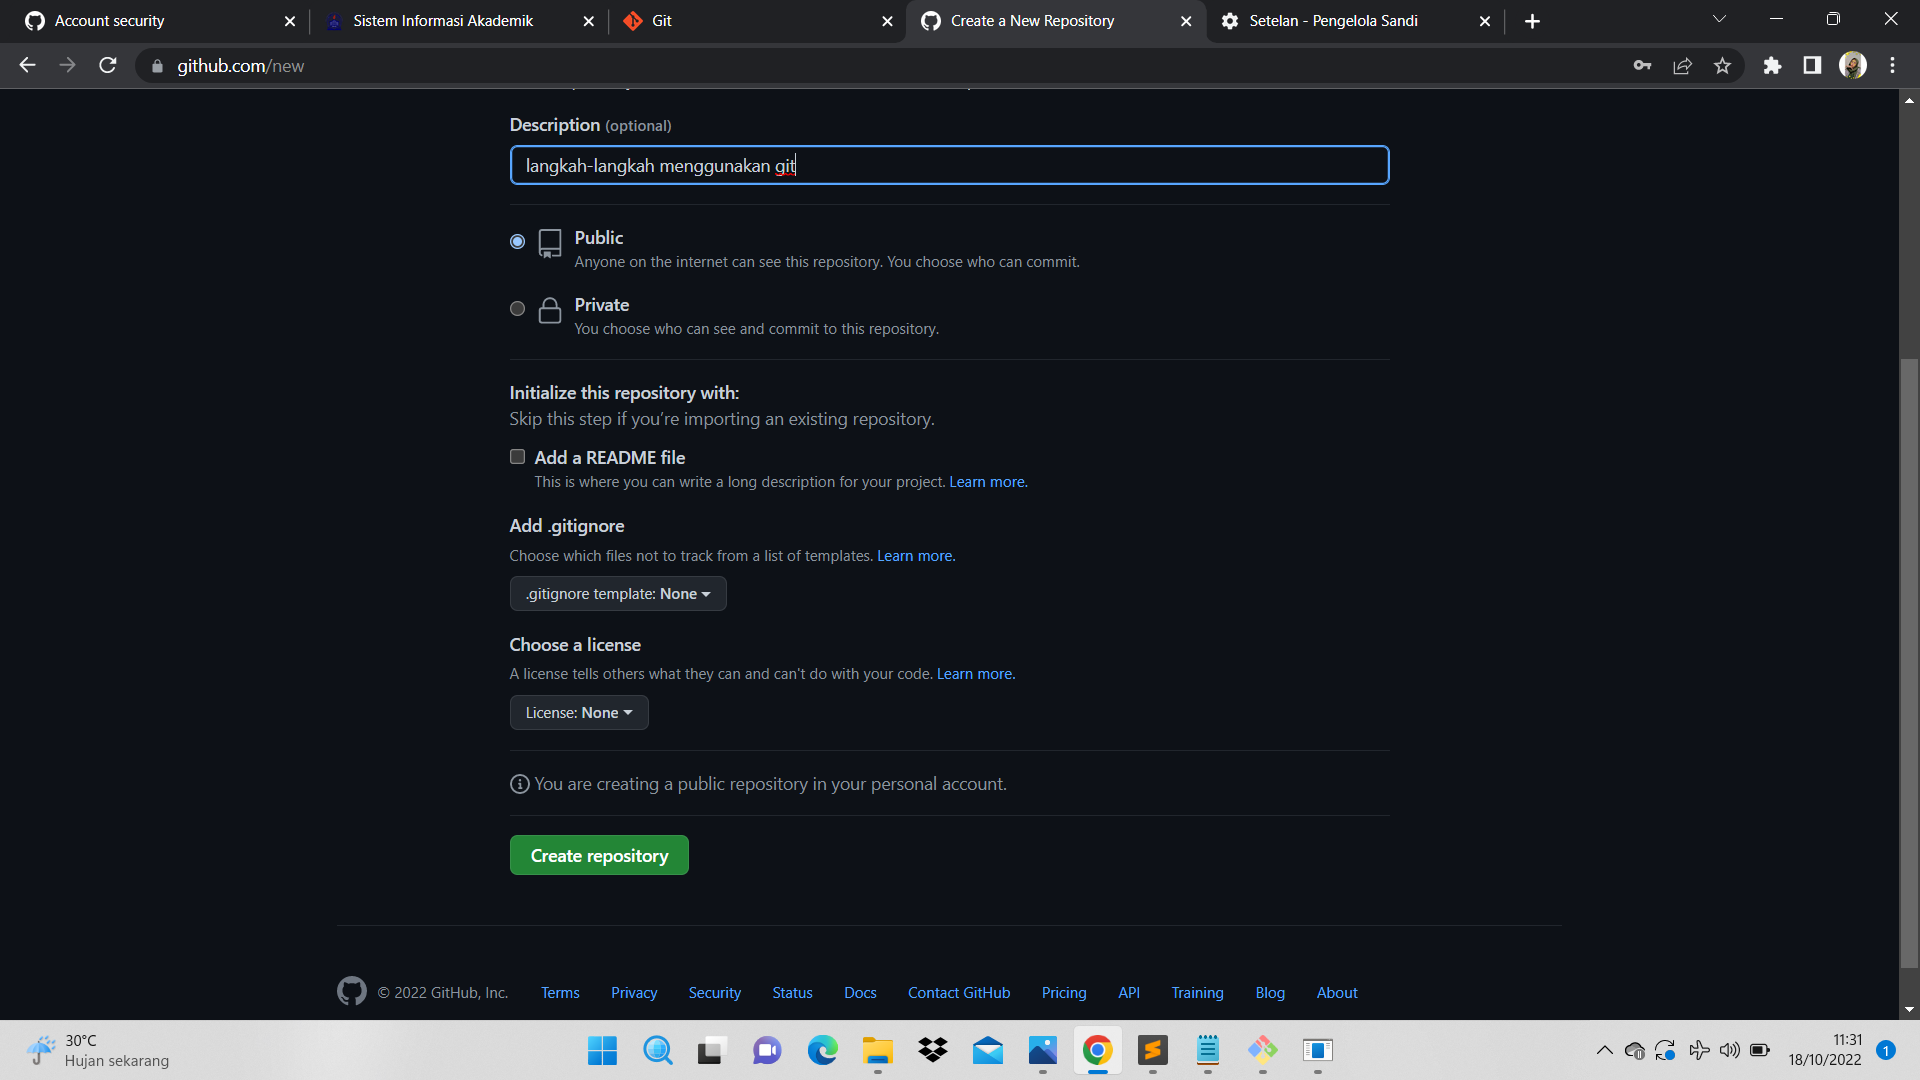 Account security
Sistem Informasi Akademik
Git
Create a New Repository
Setelan - Pengelola Sandi
github.com/new
Description (optional)
langkah-langkah menggunakan git
Public
Anyone on the internet can see this repository. You choose who can commit.
Private
You choose who can see and commit to this repository.
Initialize this repository with:
Skip this step if you’re importing an existing repository.
Add a README file
This is where you can write a long description for your project. Learn more.
Add .gitignore
Choose which files not to track from a list of templates. Learn more.
.gitignore template: None
Choose a license
A license tells others what they can and can't do with your code. Learn more.
License: None
You are creating a public repository in your personal account.
Create repository
© 2022 GitHub, Inc.
Terms
Privacy
Security
Status
Docs
Contact GitHub
Pricing
API
Training
Blog
About
30°C
Hujan sekarang
11:31
18/10/2022
1